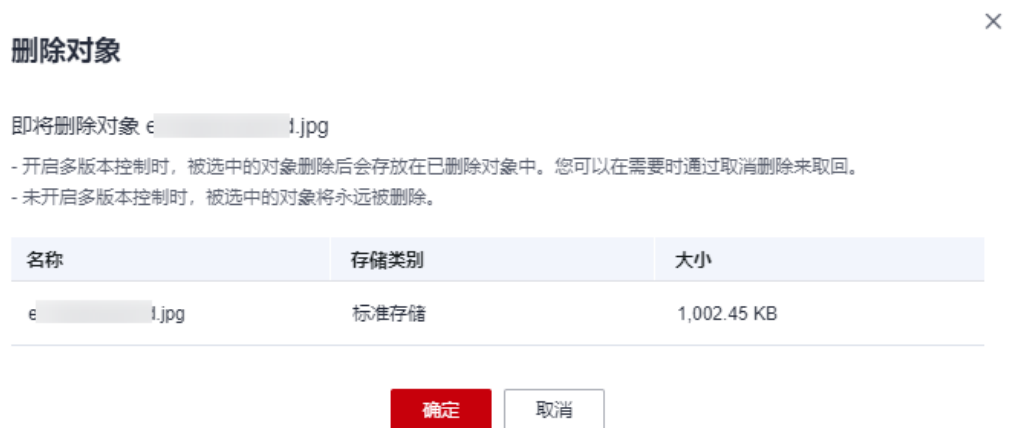 删除对象
即将删除对象 e d.jpg
- 开启多版本控制时，被选中的对象删除后会存放在已删除对象中。您可以在需要时通过取消删除来取回。
- 未开启多版本控制时，被选中的对象将永远被删除。
名称 存储类别 大小
e d.jpg 标准存储 1,002.45 KB
确定 取消